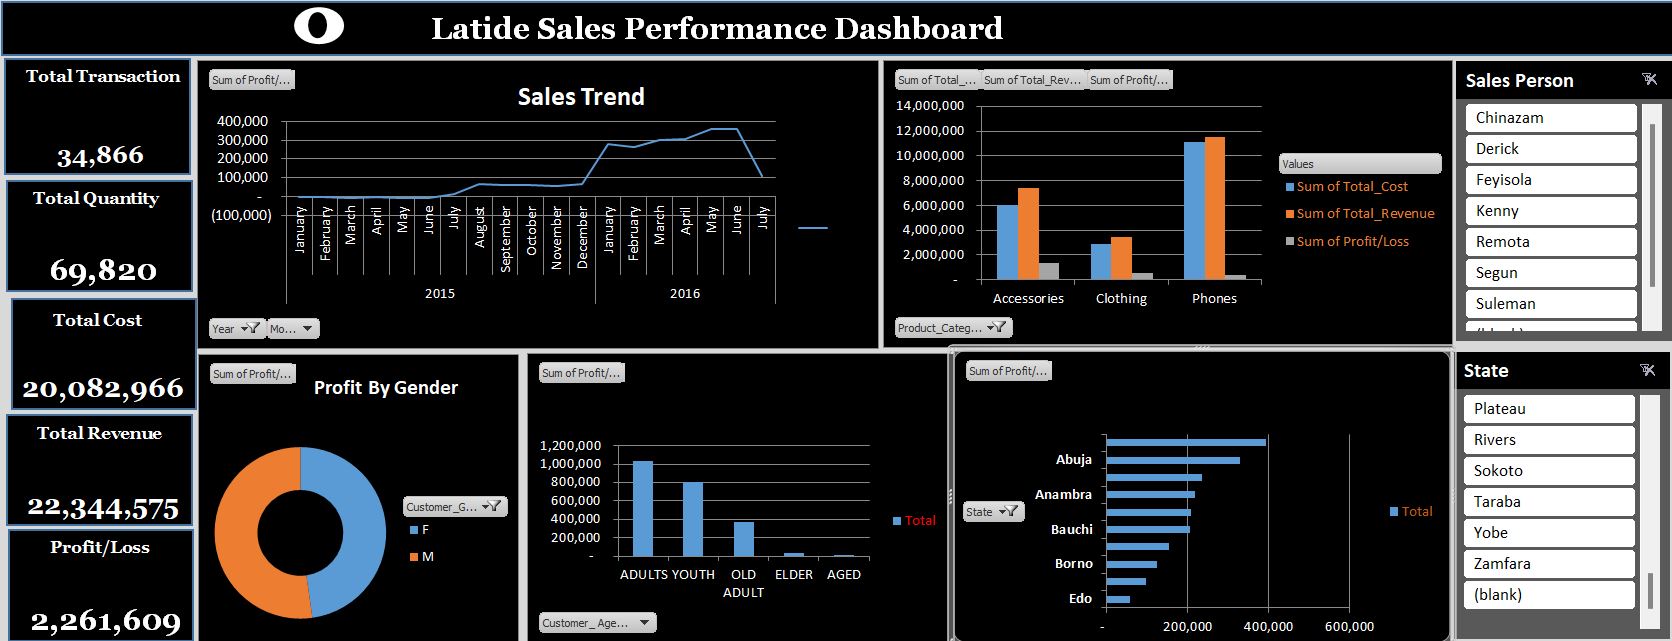 Latide Sales Performance Dashboard
Total Transaction
34,866
Total Quantity
69,820
Total Cost
20,082,966
Total Revenue
22,344,575
Profit/Loss
2,261,609
Sum of Profit/...
Sales Trend
400,000
300,000
200,000
100,000
-
(100,000)
January
February
March
April
May
June
July
August
September
October
November
December
January
February
March
April
May
June
July
2015
2016
Year
Mo...
Sum of Total_...
Sum of Total_Rev...
Sum of Profit/...
14,000,000
12,000,000
10,000,000
8,000,000
6,000,000
4,000,000
2,000,000
-
Accessories
Clothing
Phones
Values
Sum of Total_Cost
Sum of Total_Revenue
Sum of Profit/Loss
Product_Categ...
Sales Person
Chinazam
Derick
Feyisola
Kenny
Remota
Segun
Suleman
(blank)
Sum of Profit/...
Profit By Gender
Customer_G...
F
M
Sum of Profit/...
1,200,000
1,000,000
800,000
600,000
400,000
200,000
-
ADULTS
YOUTH
OLD ADULT
ELDER
AGED
Total
Customer_ Age...
Sum of Profit/...
State
Abuja
Anambra
Bauchi
Borno
Edo
-
200,000
400,000
600,000
Total
State
Plateau
Rivers
Sokoto
Taraba
Yobe
Zamfara
(blank)